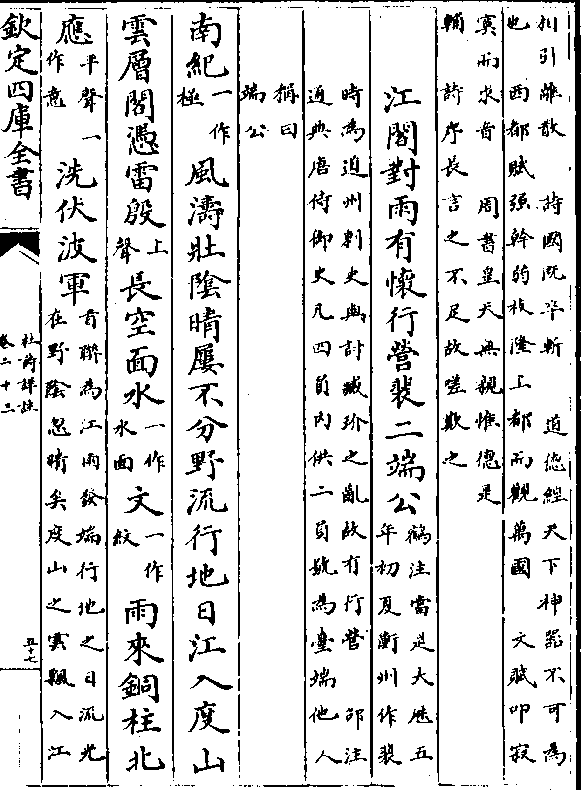 川引離散　詩國既卒斬　道德經天下神器不可為
也　西都賦強幹弱枝隆上都而觀萬國　文賦叩寂
寞而求音　周書皇天無親惟德是
輔　詩序長言之不足故嗟歎之
江閣對雨有懷行營裴二端公
鶴注當是大歷五
年初夏衡州作裴
時為道州刺史與討臧玠之亂故有行營　邵注
通典唐侍御史凡四員内供二員號為臺端他人
稱曰
端公
南紀一作極風濤壯陰晴屢不分野流行地日江入度山
雲層閣憑雷殷上聲長空面水一作水面文一作紋雨來銅柱北
應平聲一作意洗伏波軍
首聯為江雨發端行地之日流光
在野陰忽晴矣度山之雲飄入江
欽定四庫全書
杜詩詳註
卷二十三
五十七